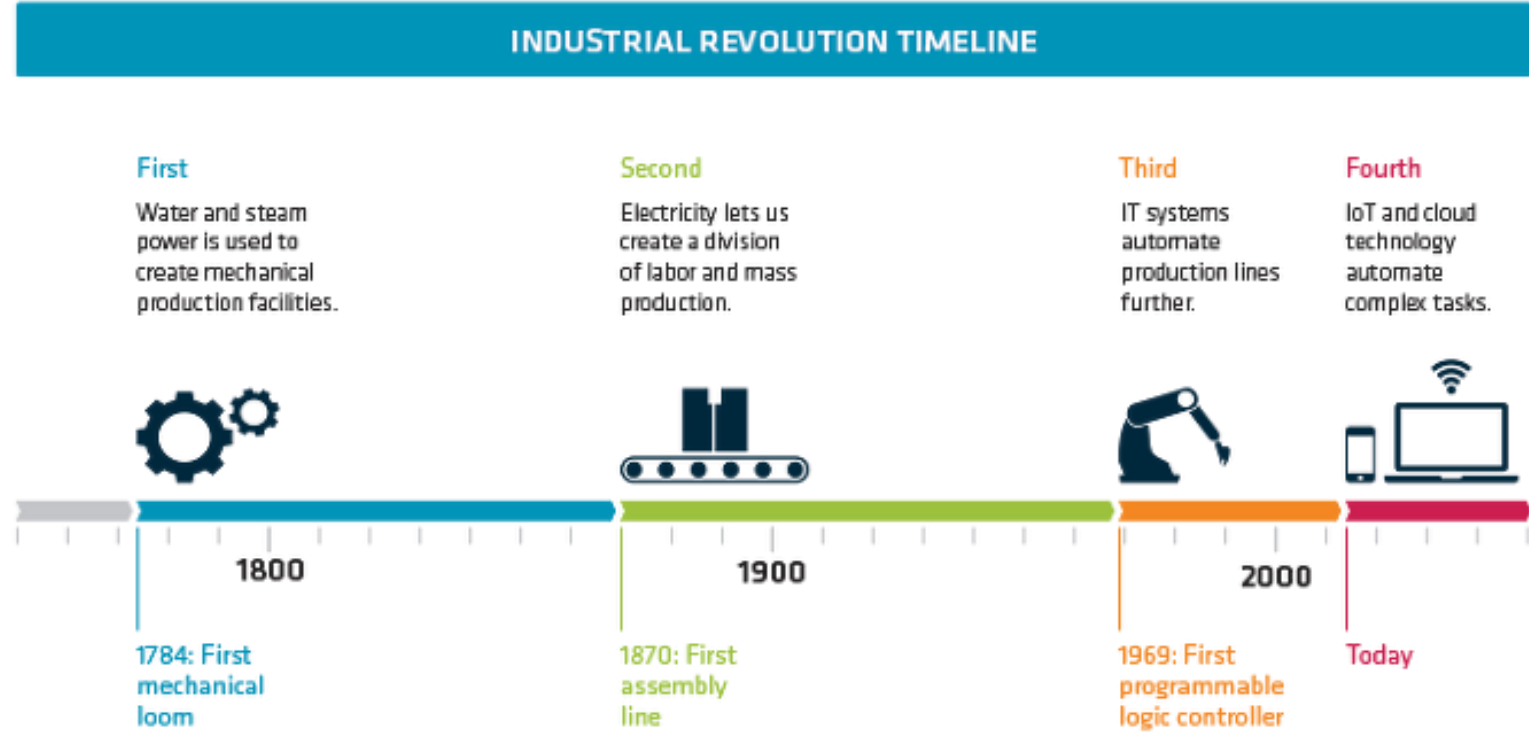 INDUSTRIAL REVOLUTION TIMELINE
First
Water and steam
power is used to
create mechanical
production facilities.
Second
Electricity lets us
create a division
of labor and mass
production.
Third
IT systems
automate
production lines
further.
Fourth
IoT and cloud
technology
automate
complex tasks.
1800
1900
2000
1784: First
mechanical
loom
1870: First
assembly
line
1969: First
programmable
logic controller
Today